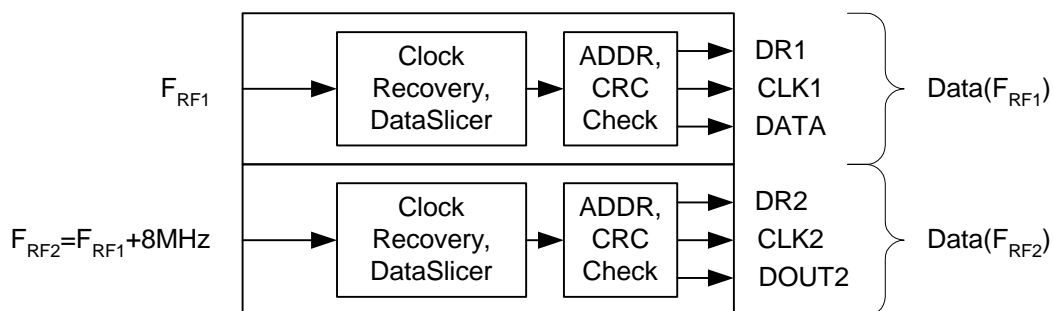 Clock
Recovery,
DataSlicer
ADDR,
CRC
Check
F_RF1
DR1
CLK1
DATA
Data(F_RF1)
Clock
Recovery,
DataSlicer
ADDR,
CRC
Check
F_RF2=F_RF1+8MHz
DR2
CLK2
DOUT2
Data(F_RF2)